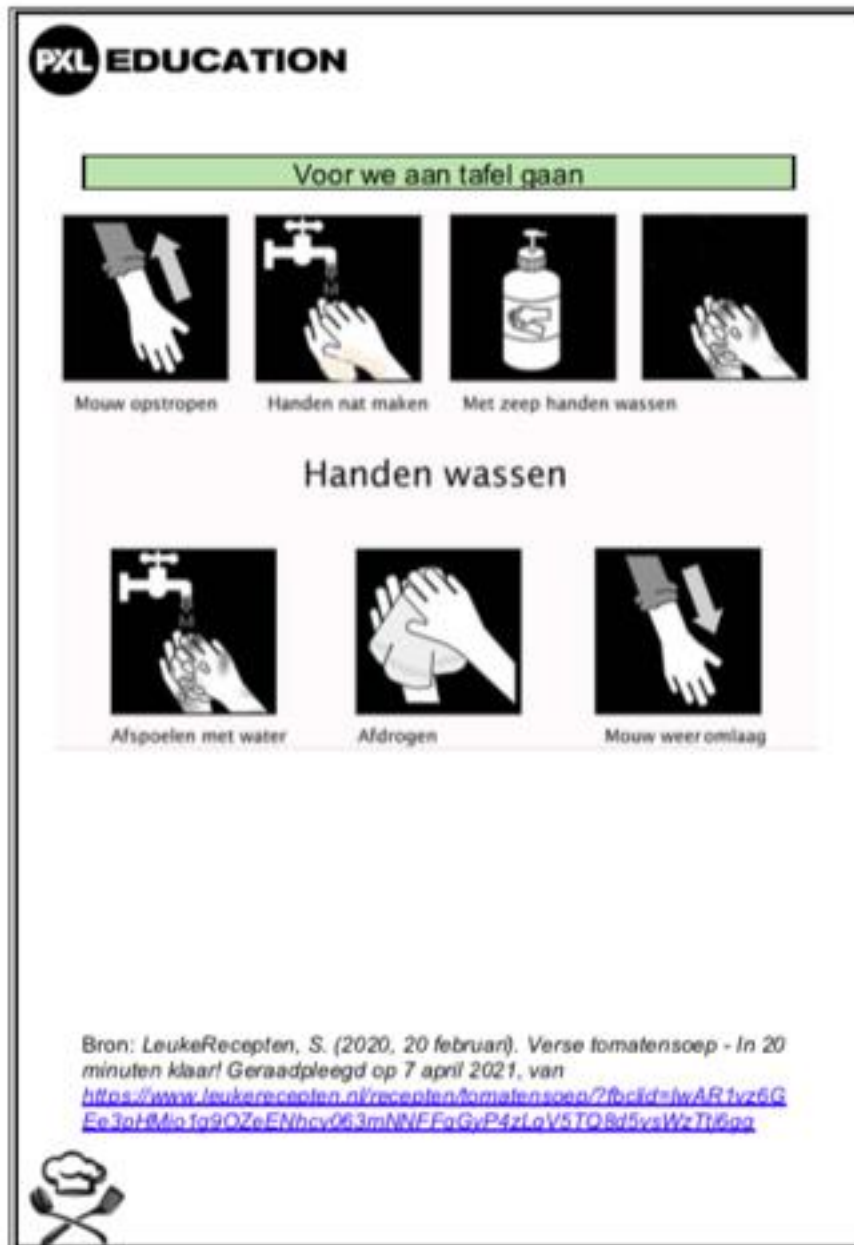 PXL EDUCATION
Voor we aan tafel gaan
Mouw opstropen Handen nat maken Met zeep handen wassen
Handen wassen
Afspoelen met water Afdrogen Mouw weer omlaag
Bron: LeukeRecepten, S. (2020, 20 februari). Verse tomatensoep - In 20
minuten klaar! Geraadpleegd op 7 april 2021, van